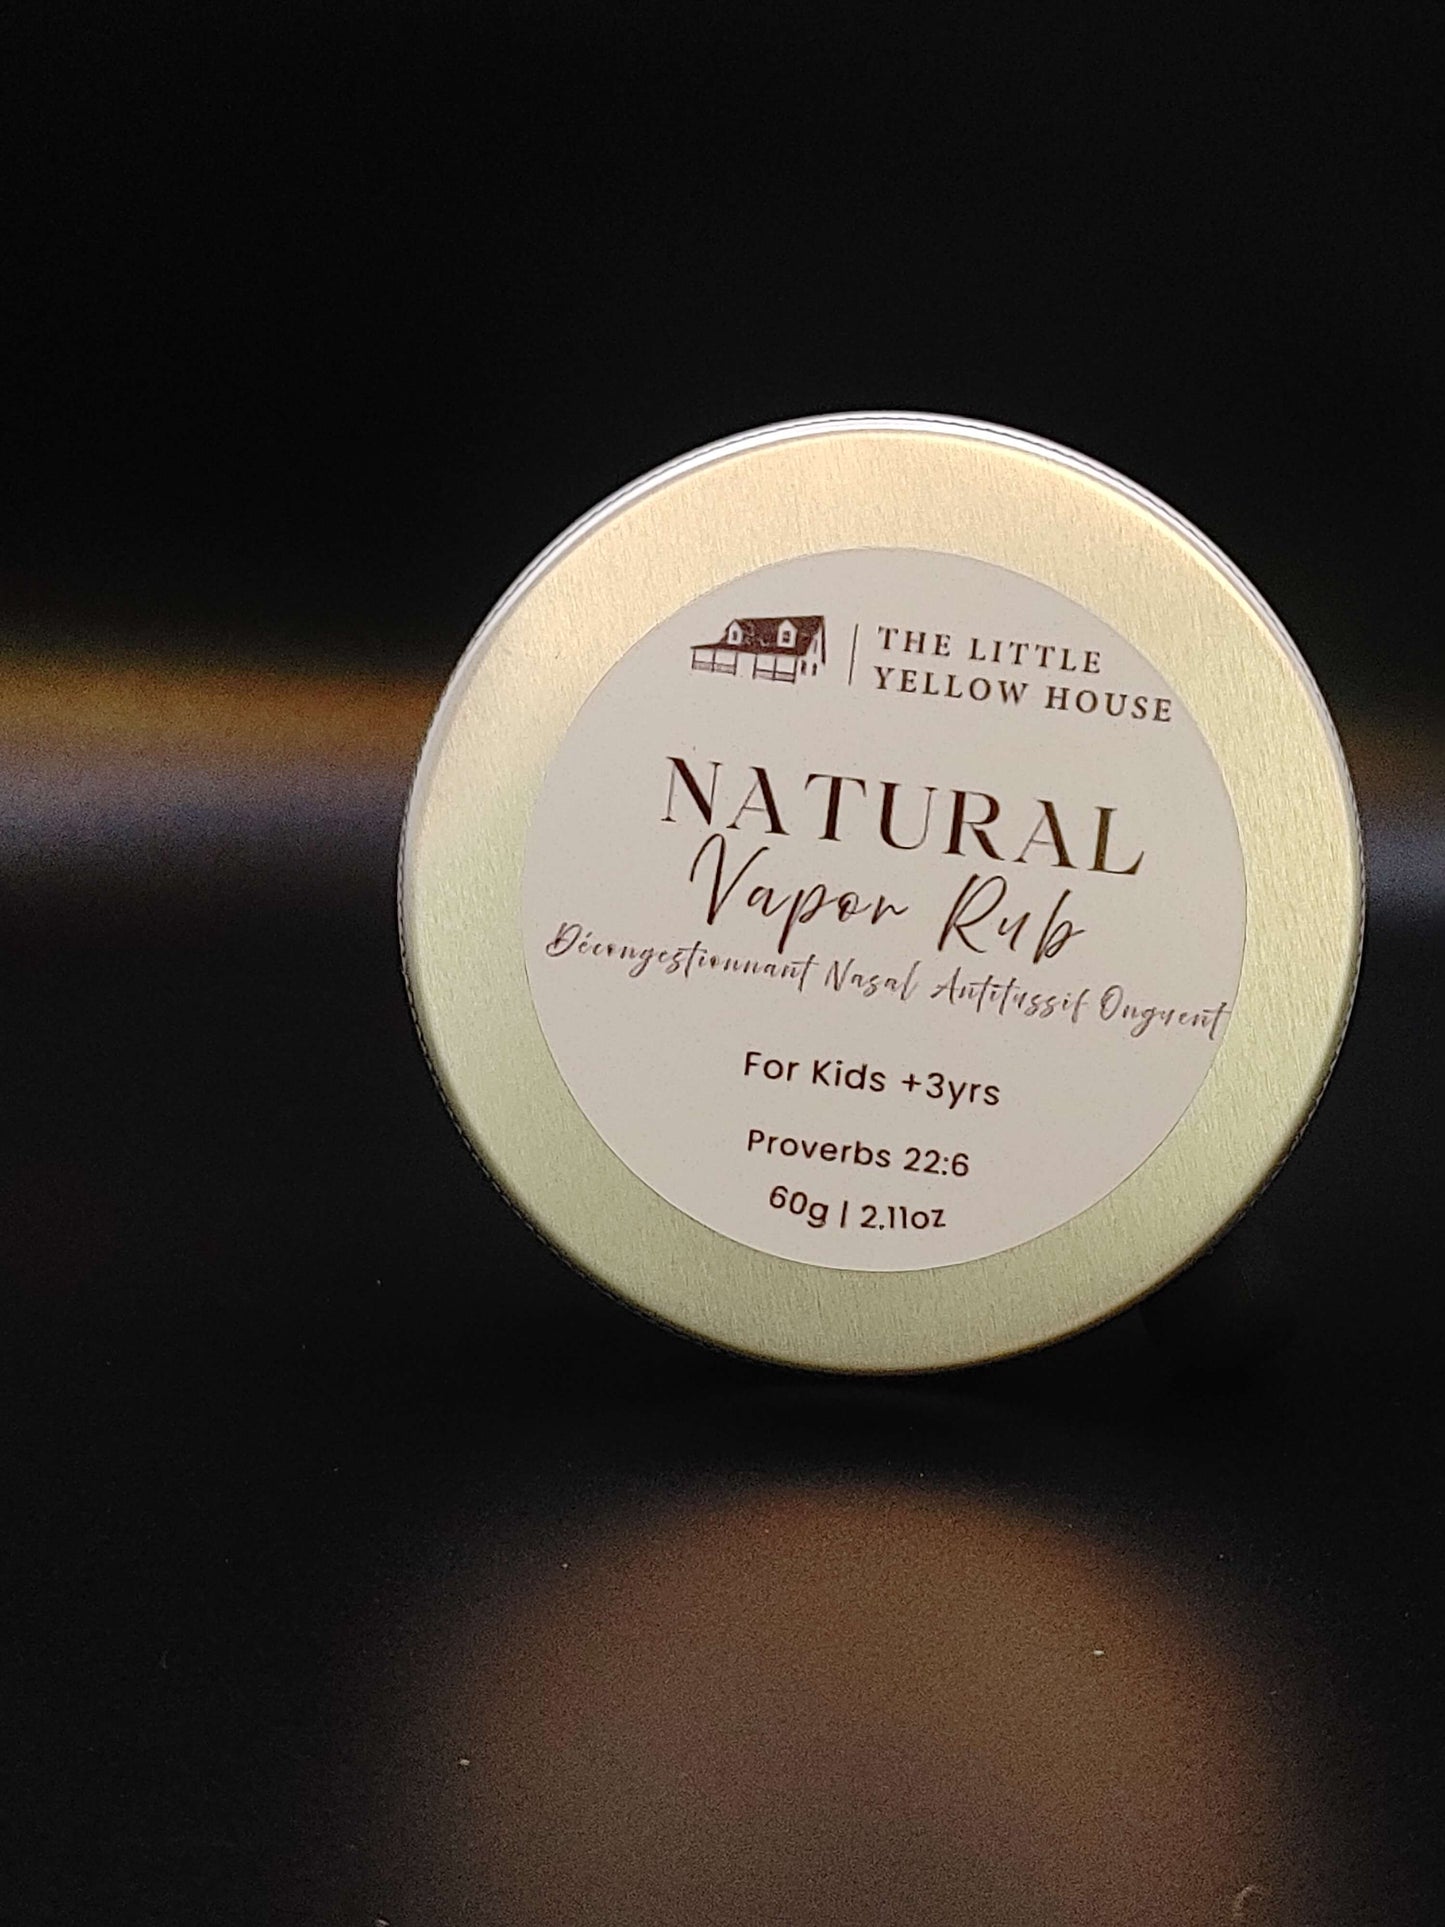 THE LITTLE
YELLOW HOUSE
NATURAL
Vapor Rub
Décongestionnant Nasal Antitussif Onguent
For Kids +3yrs
Proverbs 22:6
60g | 2.11oz